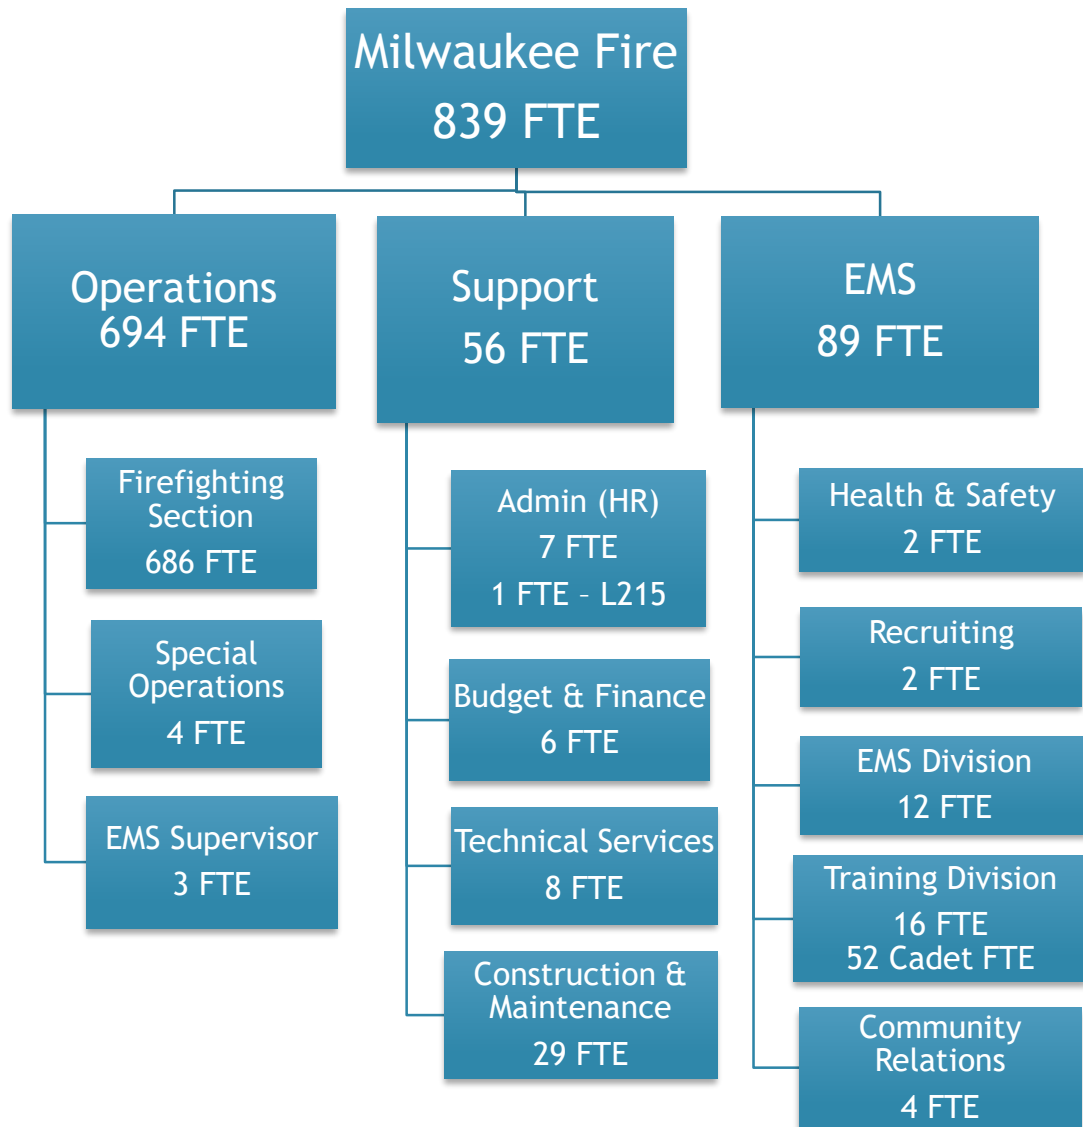 Milwaukee Fire
839 FTE
Operations
694 FTE
Firefighting
Section
686 FTE
Special
Operations
4 FTE
EMS Supervisor
3 FTE
Support
56 FTE
Admin (HR)
7 FTE
1 FTE – L215
Budget & Finance
6 FTE
Technical Services
8 FTE
Construction &
Maintenance
29 FTE
EMS
89 FTE
Health & Safety
2 FTE
Recruiting
2 FTE
EMS Division
12 FTE
Training Division
16 FTE
52 Cadet FTE
Community
Relations
4 FTE